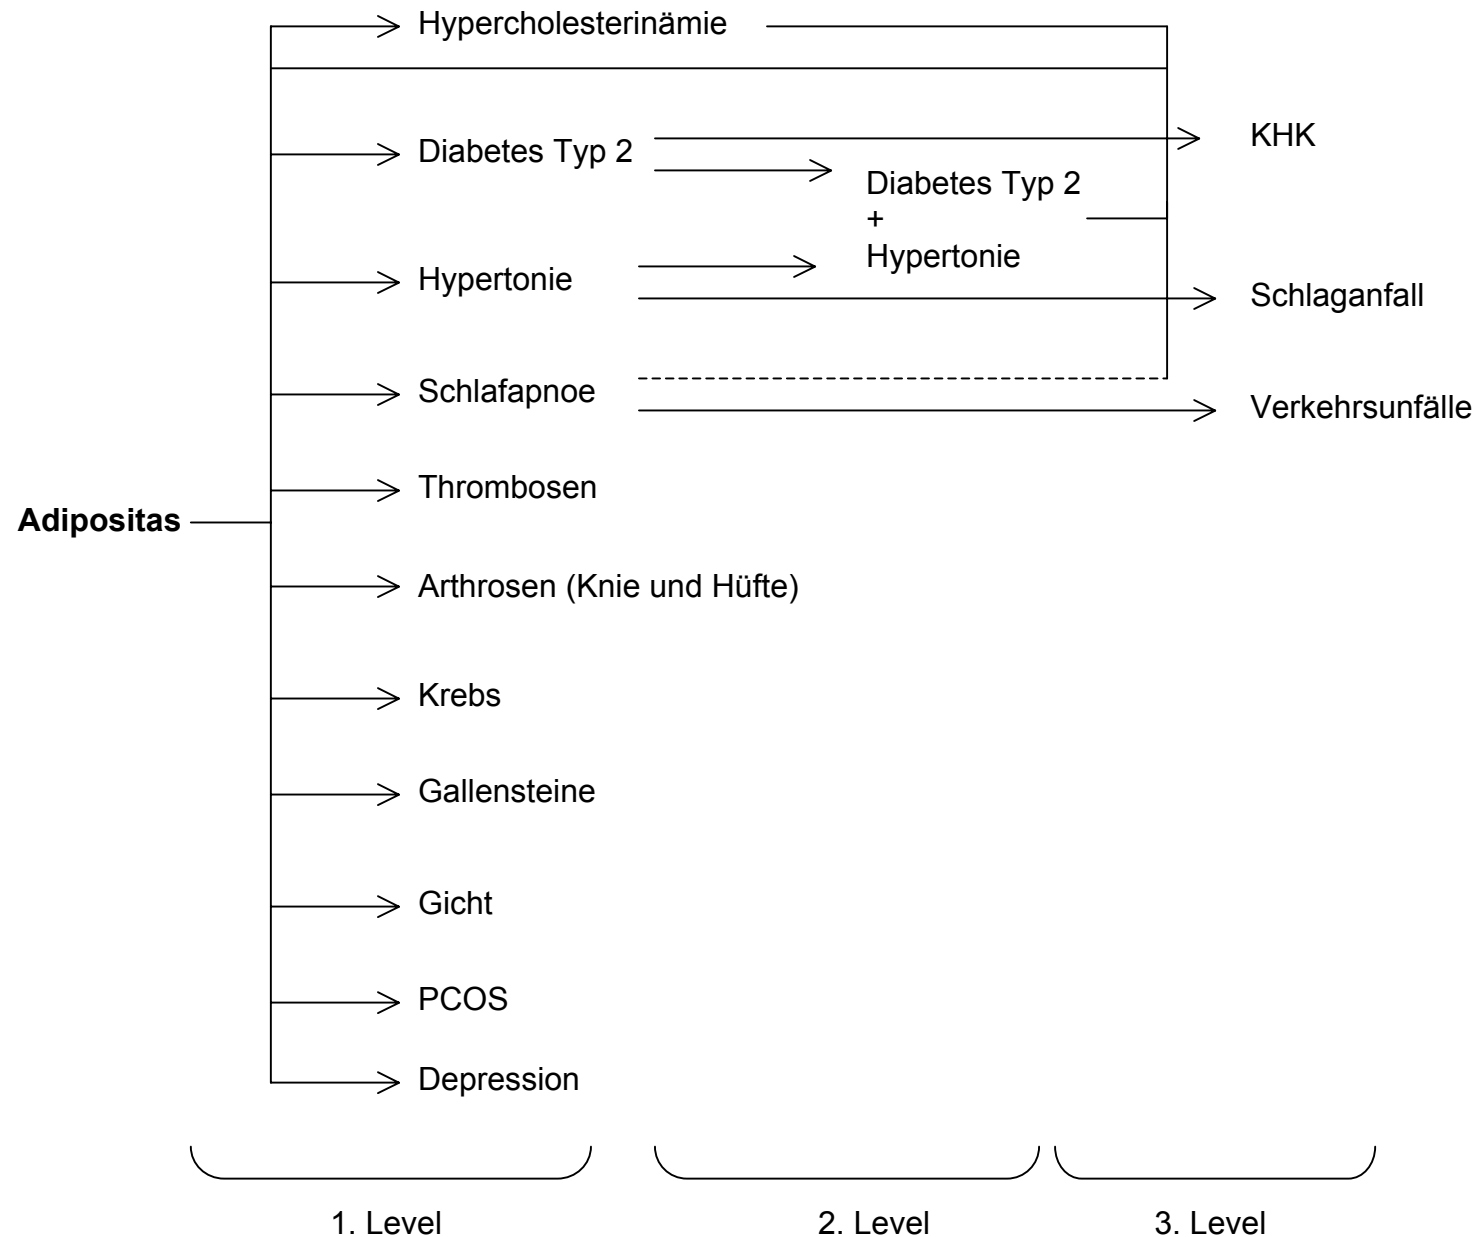 Hypercholesterinämie
KHK
Diabetes Typ 2
Diabetes Typ 2
+
Hypertonie
Hypertonie
Schlaganfall
Schlafapnoe
Verkehrsunfälle
Thrombosen
Adipositas
Arthrosen (Knie und Hüfte)
Krebs
Gallensteine
Gicht
PCOS
Depression
1. Level
2. Level
3. Level